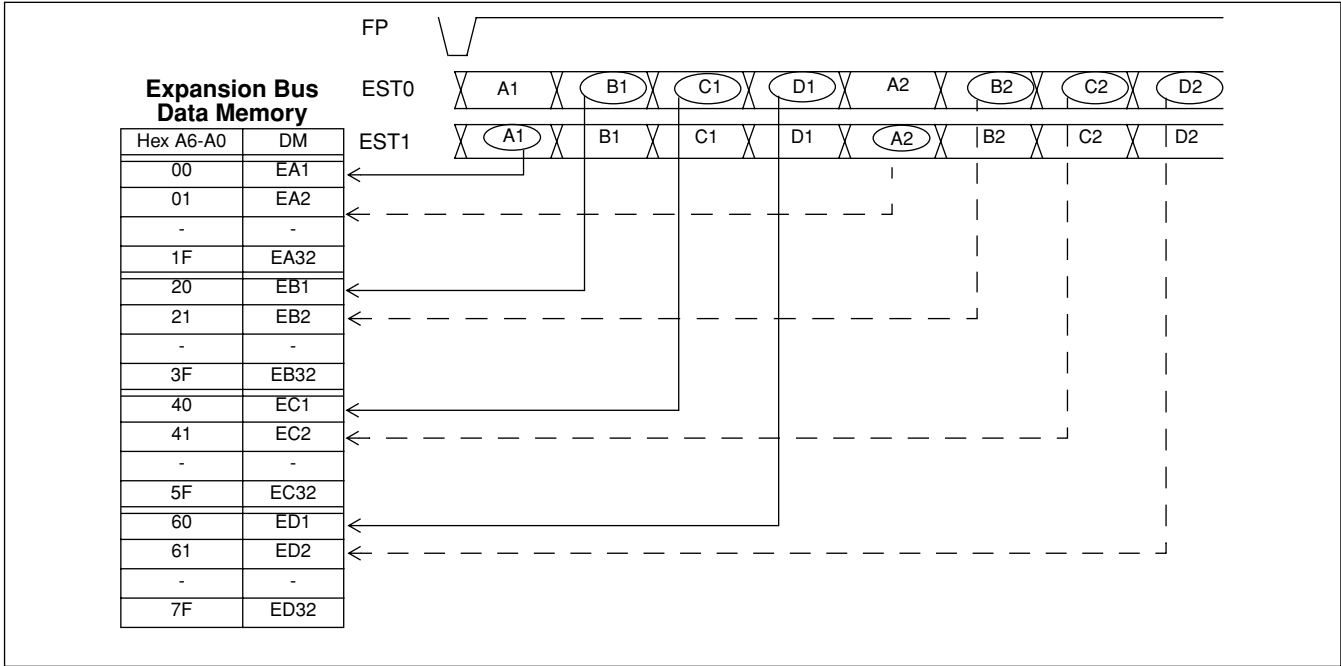 FP
EST0 A1 B1 C1 D1 A2 B2 C2 D2
EST1 A1 B1 C1 D1 A2 B2 C2 D2
Expansion Bus
Data Memory
Hex A6-A0 DM
00 EA1
01 EA2
- -
1F EA32
20 EB1
21 EB2
- -
3F EB32
40 EC1
41 EC2
- -
5F EC32
60 ED1
61 ED2
- -
7F ED32